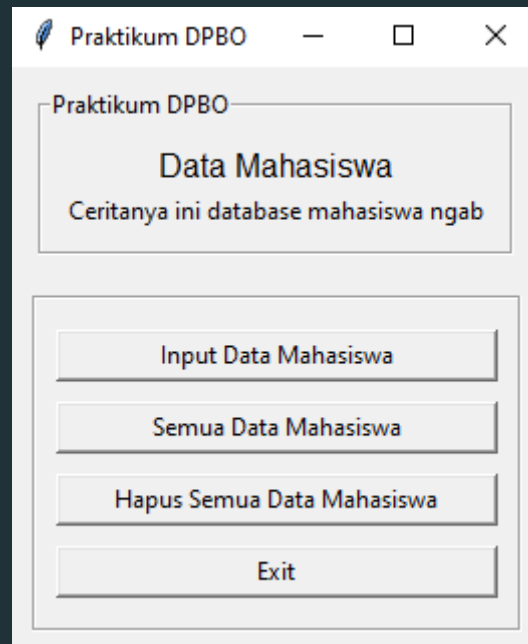 Praktikum DPBO
Praktikum DPBO
Data Mahasiswa
Ceritanya ini database mahasiswa ngab
Input Data Mahasiswa
Semua Data Mahasiswa
Hapus Semua Data Mahasiswa
Exit